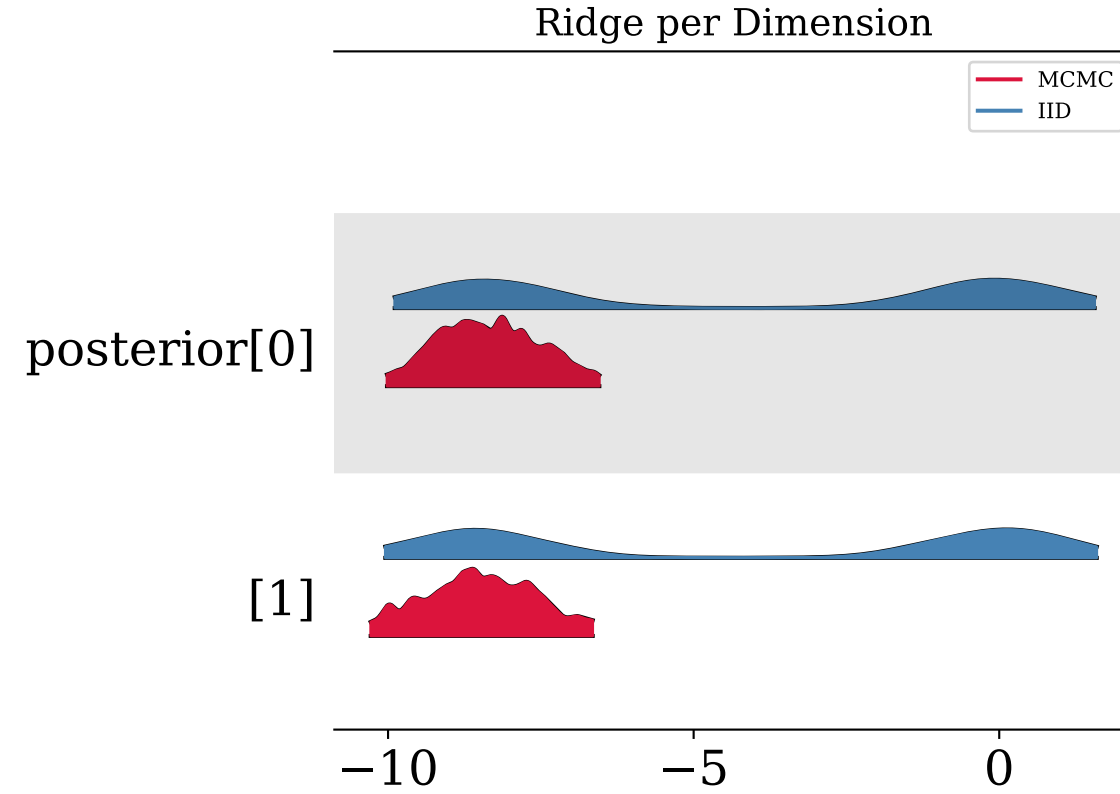 Ridge per Dimension
MCMC
IID
posterior[0]
[1]
−10
−5
0